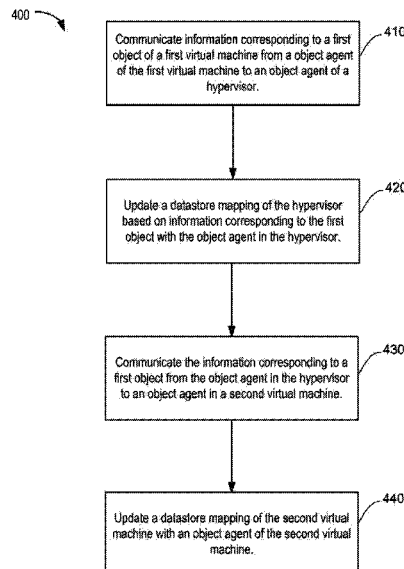 400
Communicate information corresponding to a first
object of a first virtual machine from a object agent
of the first virtual machine to an object agent of a
hypervisor.
410
Update a datastore mapping of the hypervisor
based on information corresponding to the first
object with the object agent in the hypervisor.
420
Communicate the information corresponding to a
first object from the object agent in the hypervisor
to an object agent in a second virtual machine.
430
Update a datastore mapping of the second virtual
machine with an object agent of the second virtual
machine.
440